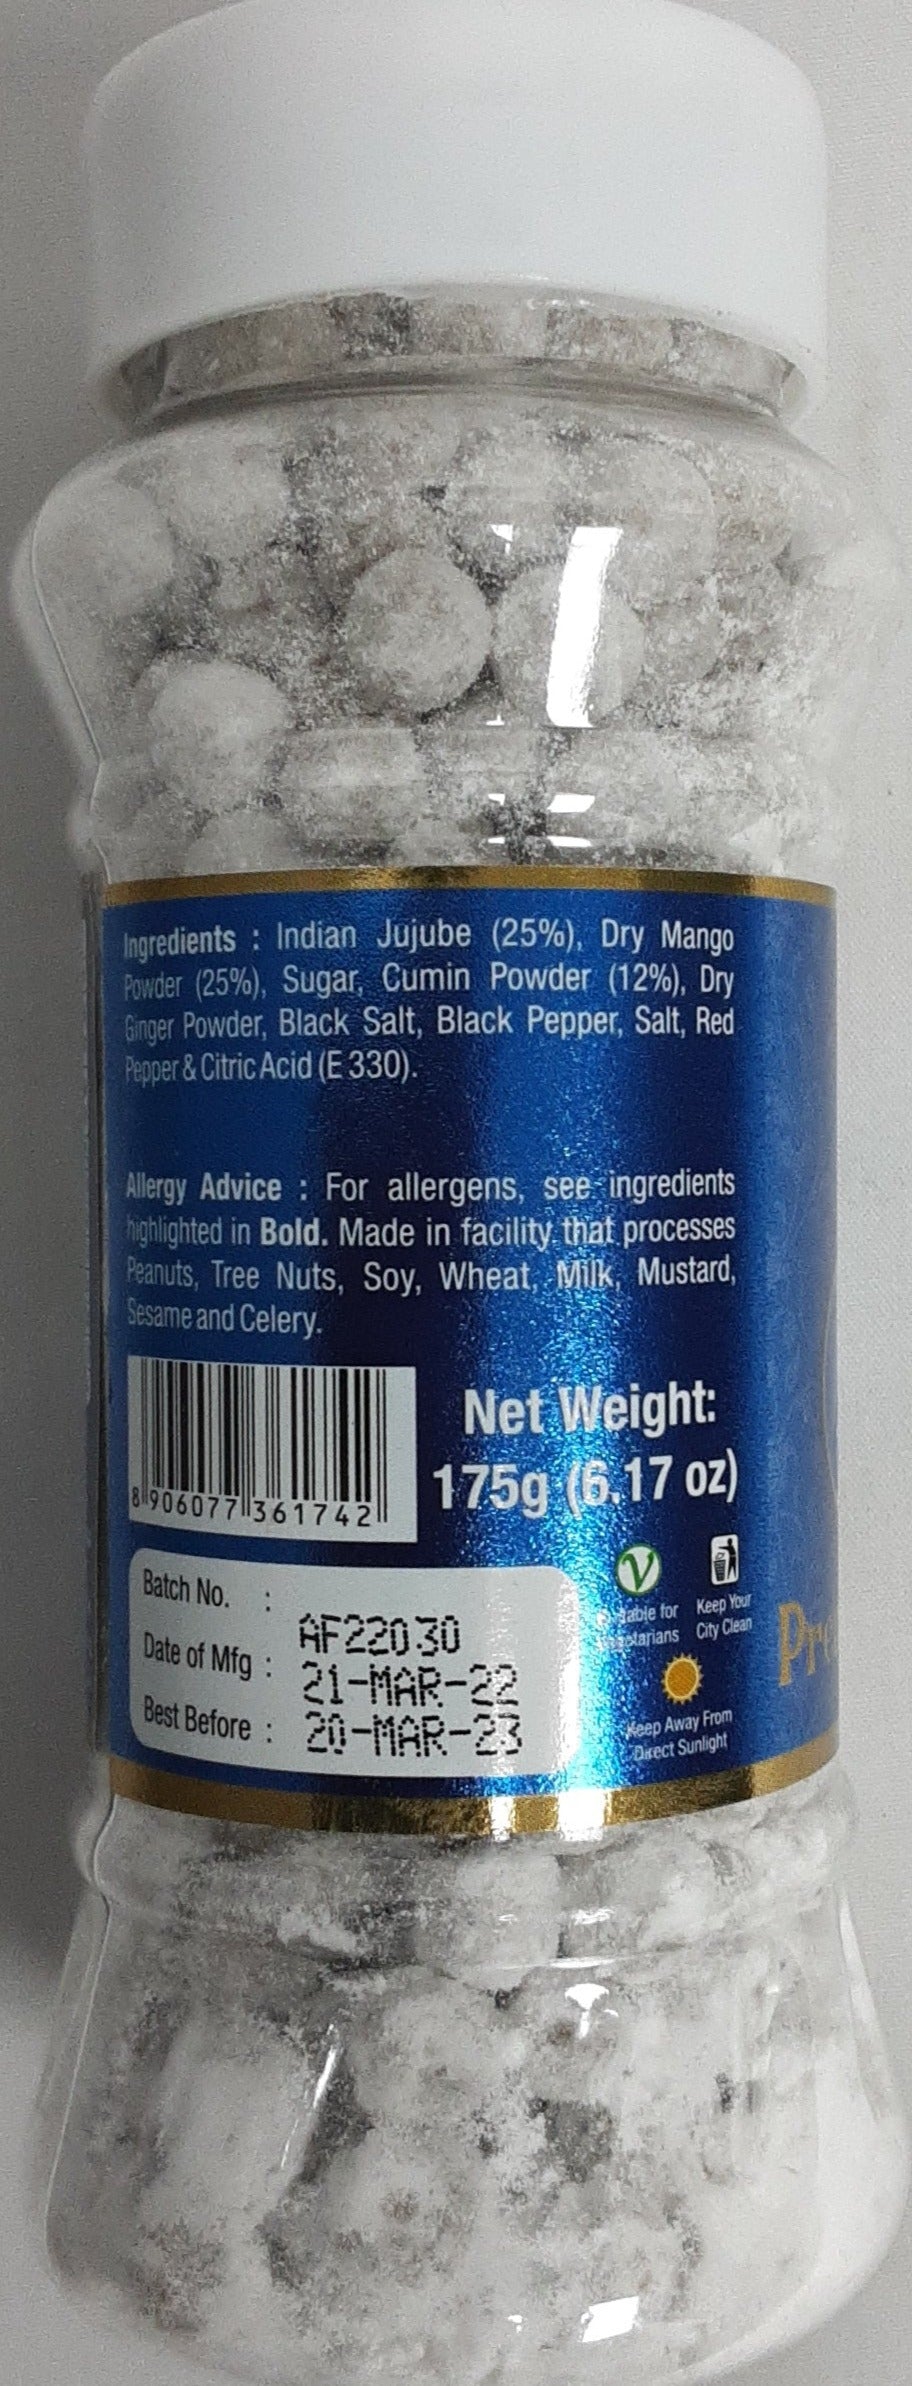 Ingredients : Indian Jujube (25%), Dry Mango
Powder (25%), Sugar, Cumin Powder (12%), Dry
Ginger Powder, Black Salt, Black Pepper, Salt, Red
Pepper & Citric Acid (E 330).
Allergy Advice : For allergens, see ingredients
highlighted in Bold. Made in facility that processes
Peanuts, Tree Nuts, Soy, Wheat, Milk, Mustard,
Sesame and Celery.
8 906077 361742
Net Weight:
175g (6.17 oz)
Batch No. : AF22030
Date of Mfg : 21-MAR-22
Best Before : 20-MAR-23
V
Suitable for
Vegetarians
Keep Your
City Clean
Keep Away From
Direct Sunlight